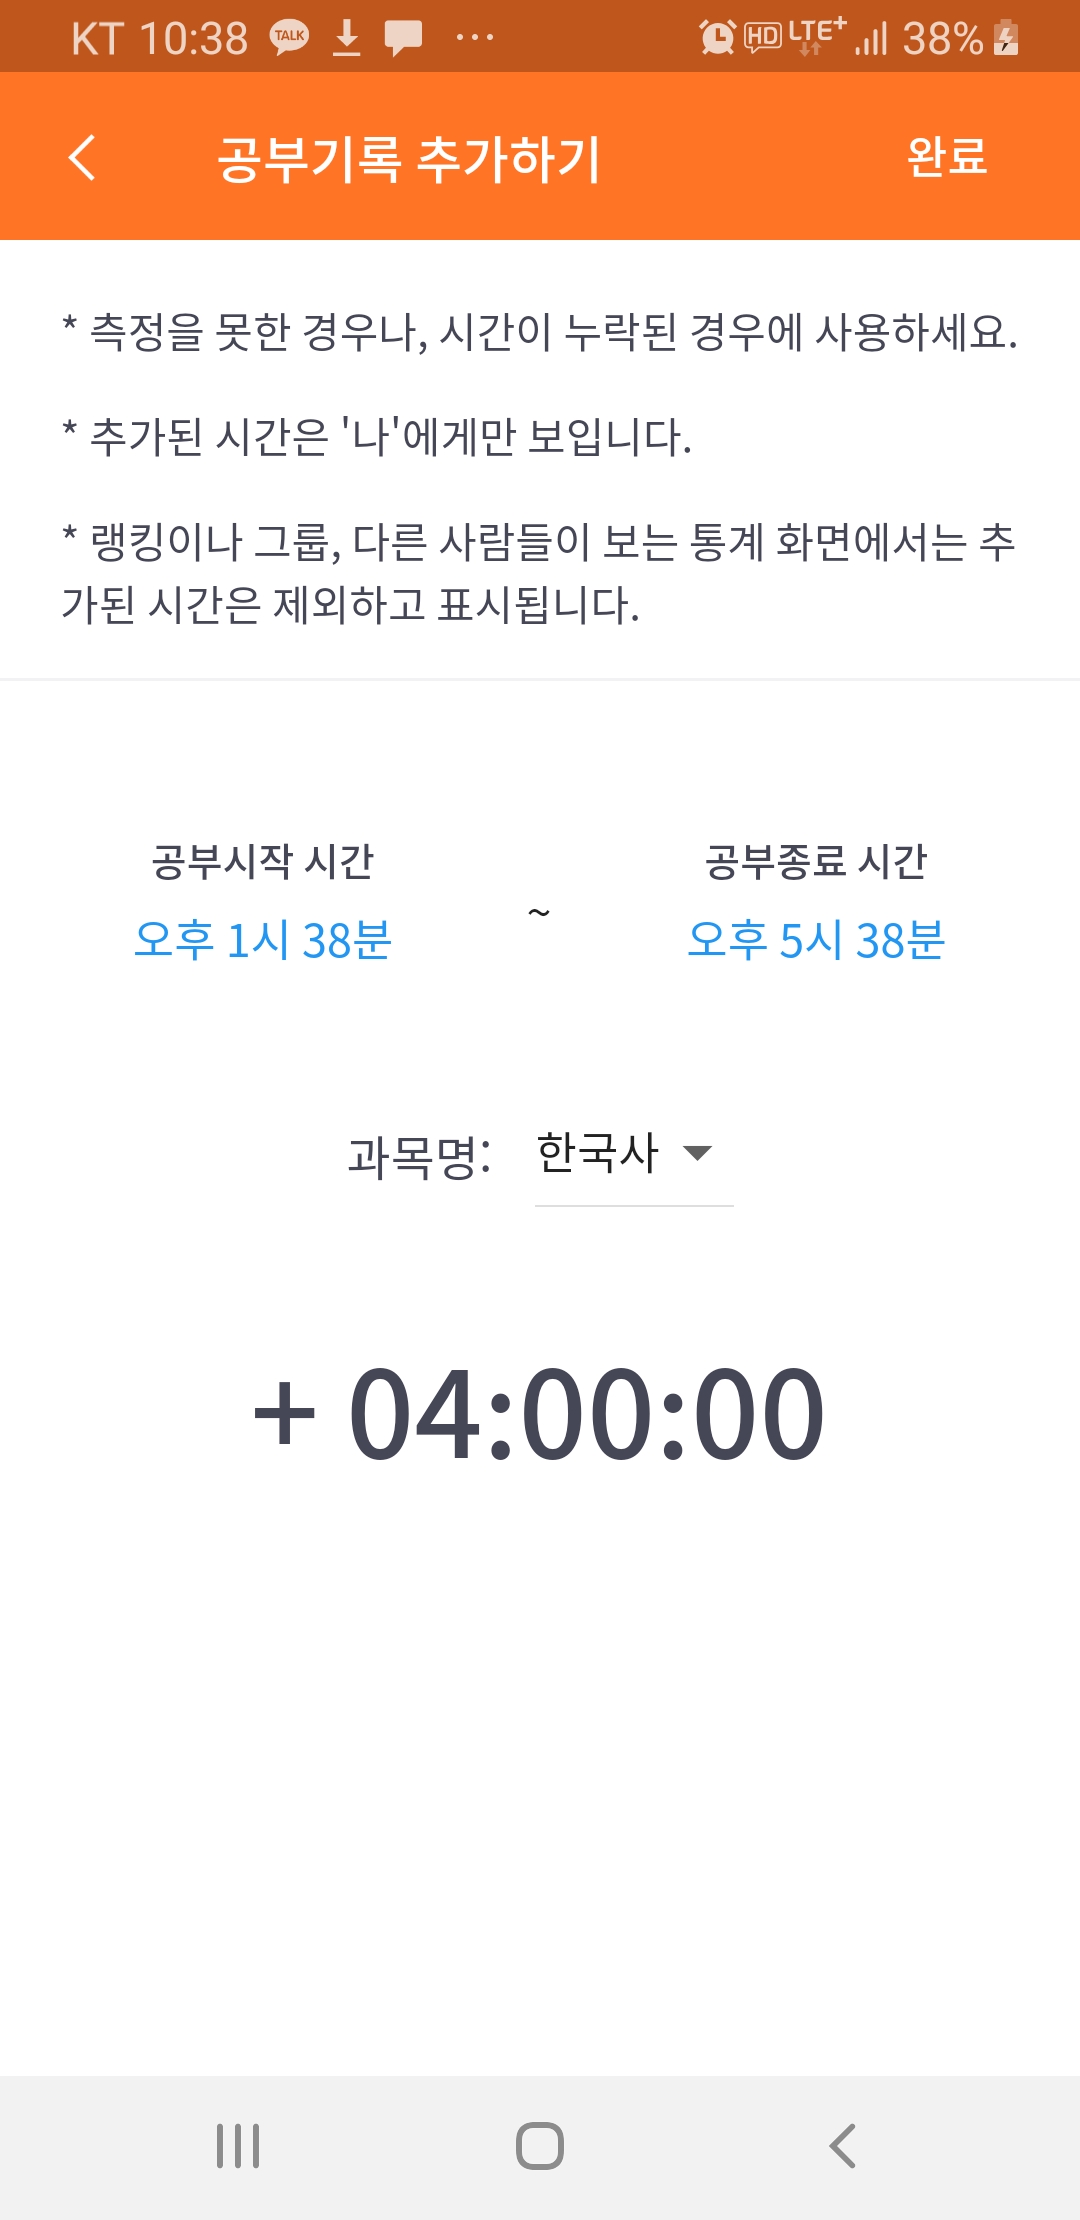 KT 10:38 TALK HD LTE+ 38%
공부기록 추가하기 완료
* 측정을 못한 경우나, 시간이 누락된 경우에 사용하세요.
* 추가된 시간은 '나'에게만 보입니다.
* 랭킹이나 그룹, 다른 사람들이 보는 통계 화면에서는 추
가된 시간은 제외하고 표시됩니다.
공부시작 시간 ~ 공부종료 시간
오후 1시 38분 오후 5시 38분
과목명: 한국사
+ 04:00:00